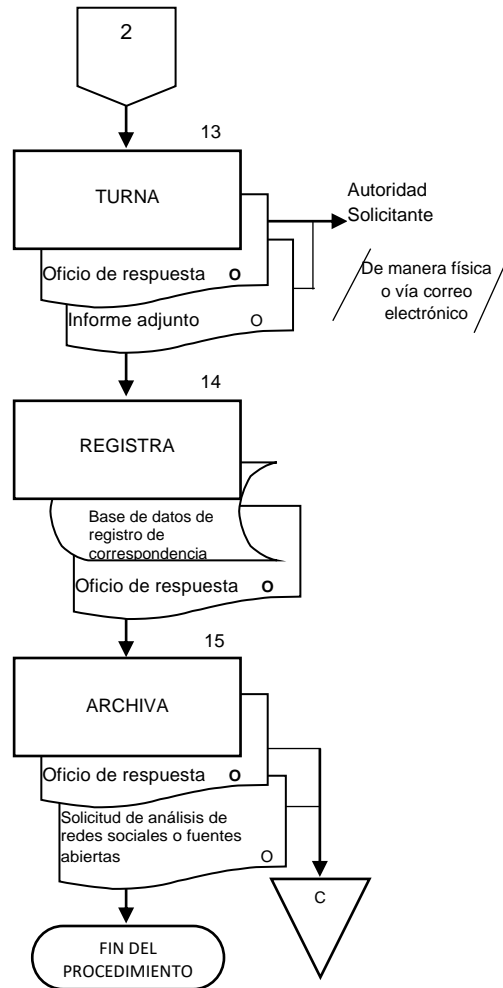 2
13
TURNA
Autoridad
Solicitante
Oficio de respuesta O
De manera física
o vía correo
electrónico
Informe adjunto O
14
REGISTRA
Base de datos de
registro de
correspondencia
Oficio de respuesta O
15
ARCHIVA
Oficio de respuesta O
Solicitud de análisis de
redes sociales o fuentes
abiertas O
C
FIN DEL
PROCEDIMIENTO